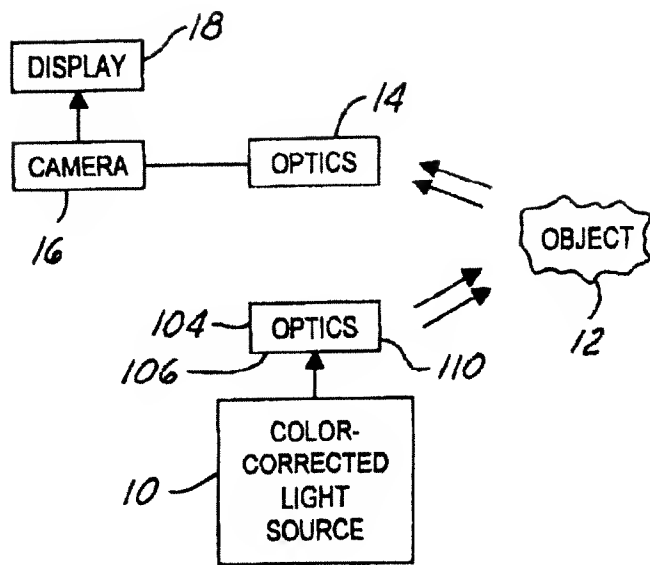 18
DISPLAY
14
CAMERA
OPTICS
16
OBJECT
12
104
OPTICS
106
110
10
COLOR-
CORRECTED
LIGHT
SOURCE